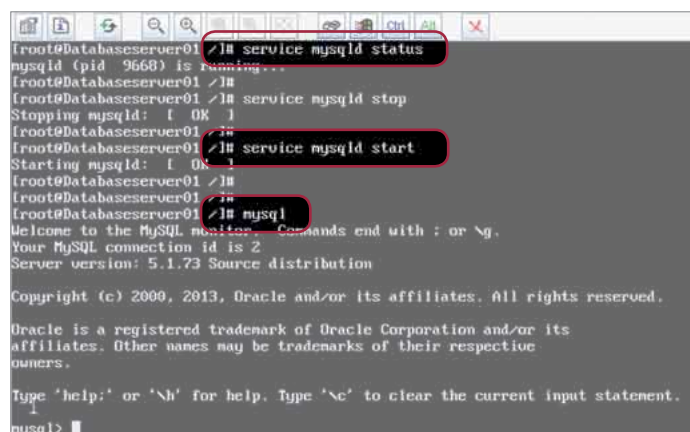 Ctrl Alt
[root@Databaseserver01 /]# service mysqld status
mysqld (pid 9668) is running...
[root@Databaseserver01 /]#
[root@Databaseserver01 /]# service mysqld stop
Stopping mysqld: [ OK ]
[root@Databaseserver01 /]#
[root@Databaseserver01 /]# service mysqld start
Starting mysqld: [ OK ]
[root@Databaseserver01 /]#
[root@Databaseserver01 /]#
[root@Databaseserver01 /]# mysql
Welcome to the MySQL monitor. Commands end with ; or \g.
Your MySQL connection id is 2
Server version: 5.1.73 Source distribution
Copyright (c) 2000, 2013, Oracle and/or its affiliates. All rights reserved.
Oracle is a registered trademark of Oracle Corporation and/or its
affiliates. Other names may be trademarks of their respective
owners.
Type 'help;' or '\h' for help. Type '\c' to clear the current input statement.
mysql>